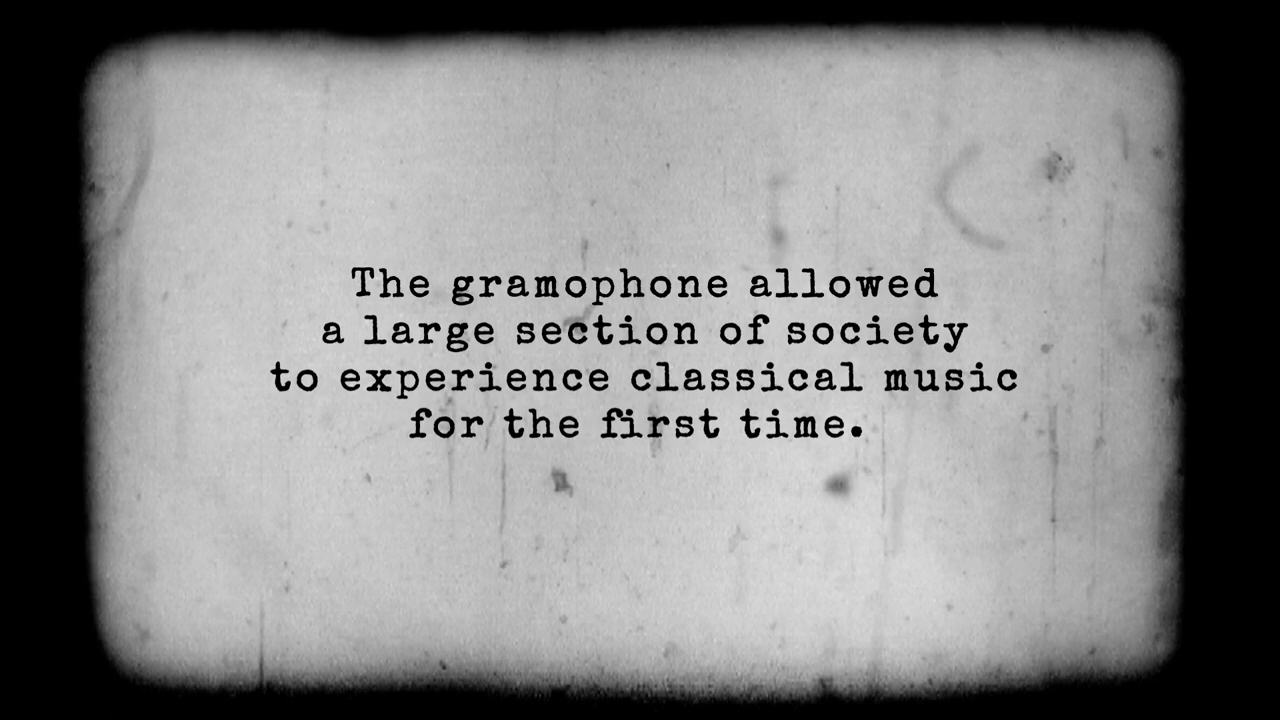 The gramophone allowed
a large section of society
to experience classical music
for the first time.